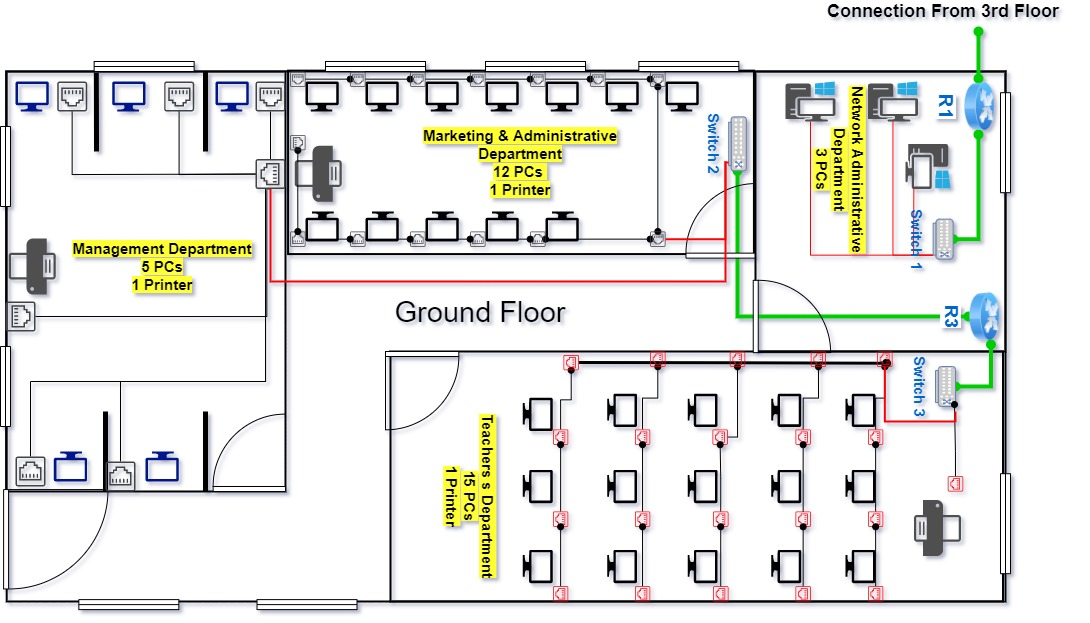 Connection From 3rd Floor
R1
Switch 2
Marketing & Administrative
Department
12 PCs
1 Printer
Network Administrative
Department
3 PCs
Switch 1
Management Department
5 PCs
1 Printer
Ground Floor
R3
Switch 3
Teachers s Department
15 PCs
1 Printer